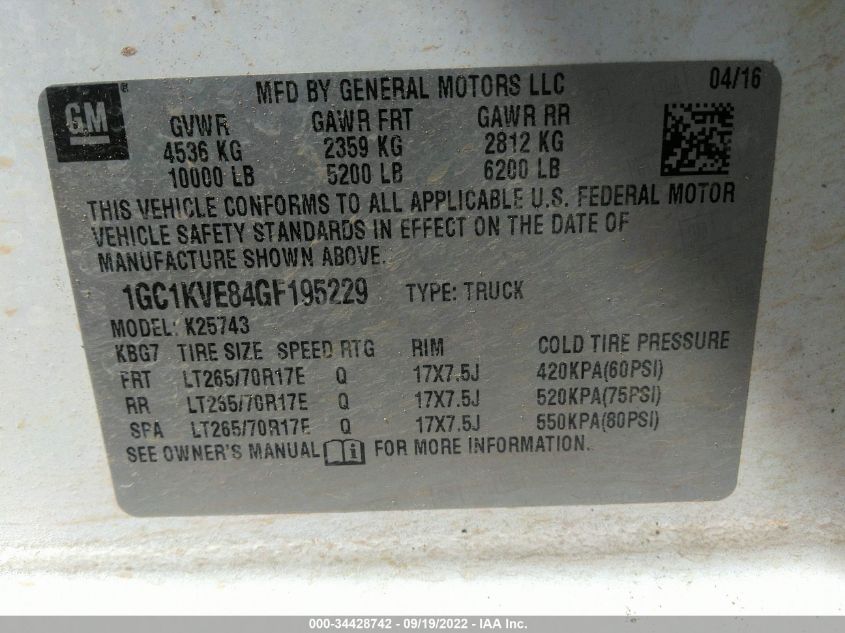 GM®
MFD BY GENERAL MOTORS LLC 04/16
GVWR GAWR FRT GAWR RR
4536 KG 2359 KG 2812 KG
10000 LB 5200 LB 6200 LB
THIS VEHICLE CONFORMS TO ALL APPLICABLE U.S. FEDERAL MOTOR
VEHICLE SAFETY STANDARDS IN EFFECT ON THE DATE OF
MANUFACTURE SHOWN ABOVE.
1GC1KVE84GF195229 TYPE: TRUCK
MODEL: K25743
KBG7 TIRE SIZE SPEED RTG RIM COLD TIRE PRESSURE
FRT LT265/70R17E Q 17X7.5J 420KPA(60PSI)
RR LT265/70R17E Q 17X7.5J 520KPA(75PSI)
SPA LT265/70R17E Q 17X7.5J 550KPA(80PSI)
SEE OWNER'S MANUAL FOR MORE INFORMATION.
000-34428742 - 09/19/2022 - IAA Inc.